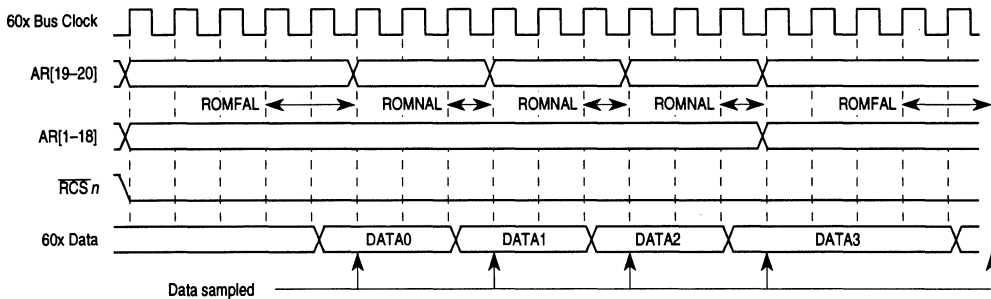 60x Bus Clock
AR[19–20]
ROMFAL ROMNAL ROMNAL ROMNAL ROMFAL
AR[1–18]
RCS n
60x Data DATA0 DATA1 DATA2 DATA3
Data sampled